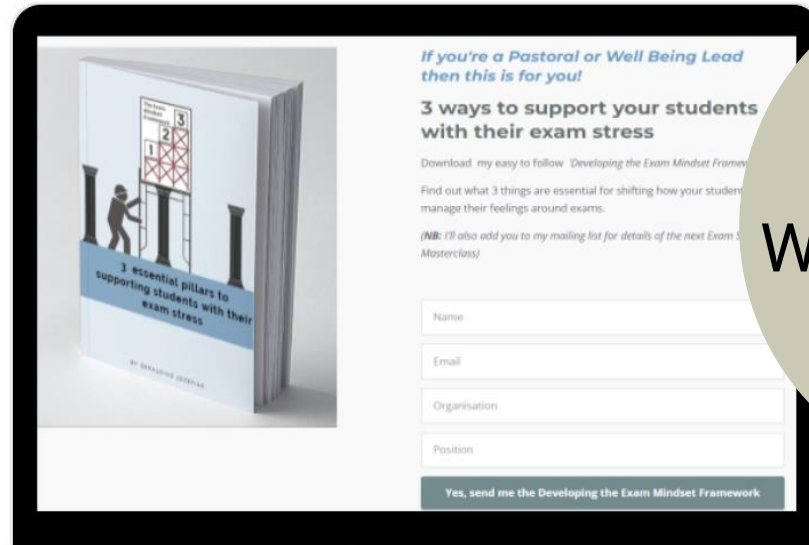 The Exam
Mindset
Framework
3
2
1
3 essential pillars to
supporting students with their
exam stress
If you're a Pastoral or Well Being Lead
then this is for you!
3 ways to support your students
with their exam stress
Download my easy to follow 'Developing the Exam Mindset
Find out what 3 things are essential for shifting how your
manage their feelings around exams.
(NB: I'll also add you to my mailing list for details of the next Exam
Masterclass)
Name
Email
Organisation
Position
Yes, send me the Developing the Exam Mindset Framework
W